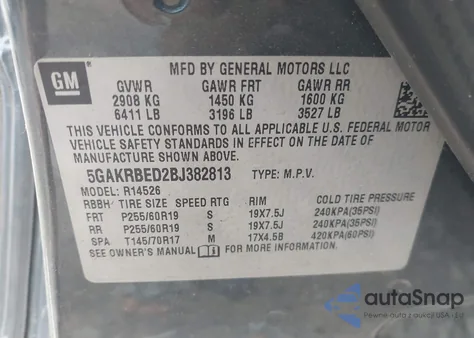 GM
MFD BY GENERAL MOTORS LLC
GVWR GAWR FRT GAWR RR
2908 KG 1450 KG 1600 KG
6411 LB 3196 LB 3527 LB
THIS VEHICLE CONFORMS TO ALL APPLICABLE U.S. FEDERAL MOTOR
VEHICLE SAFETY STANDARDS IN EFFECT ON THE DATE OF
MANUFACTURE SHOWN ABOVE.
5GAKRBED2BJ382813 TYPE: M.P.V.
MODEL: R14526
RBBH TIRE SIZE SPEED RTG RIM COLD TIRE PRESSURE
FRT P255/60R19 S 19X7.5J 240KPA(35PSI)
RR P255/60R19 S 19X7.5J 240KPA(35PSI)
SPA T145/70R17 M 17X4.5B 420KPA(60PSI)
SEE OWNER'S MANUAL FOR MORE INFORMATION
autoSnap
Pewne auto z aukcji USA